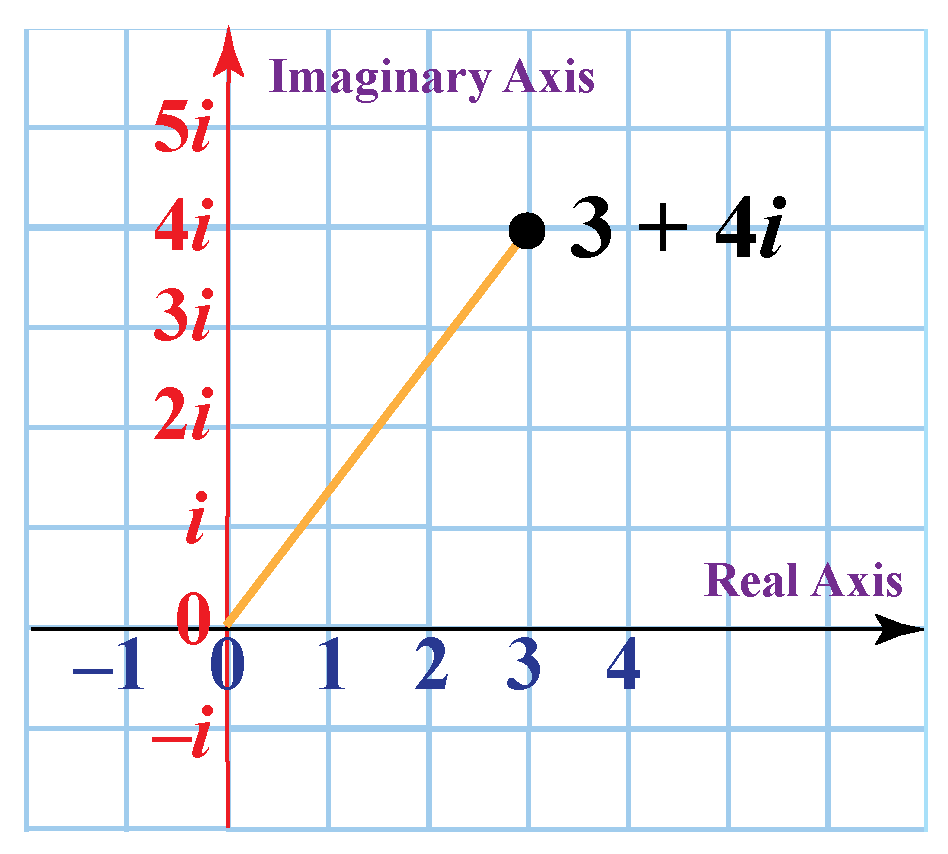 Imaginary Axis
5i
4i
3 + 4i
3i
2i
i
Real Axis
0
–1 0 1 2 3 4
–i